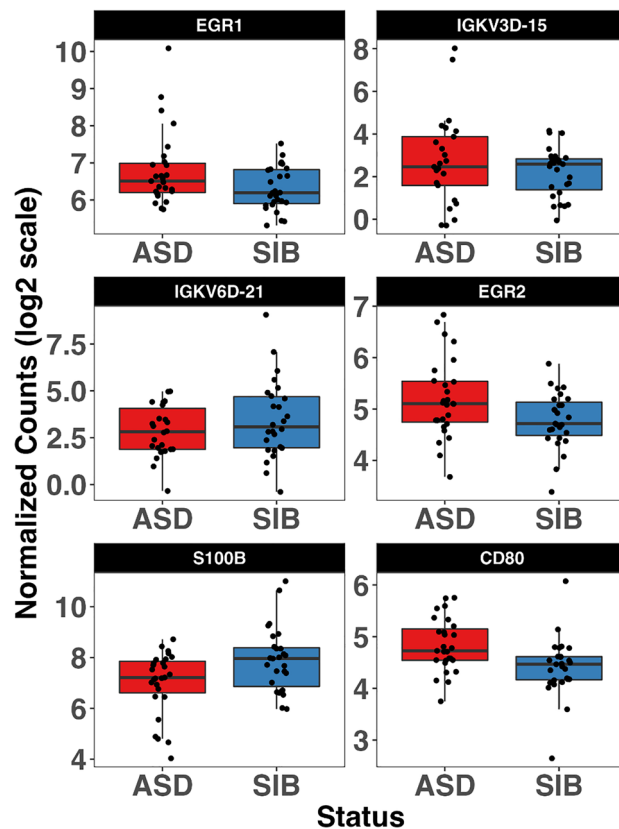 EGR1
IGKV3D-15
10
9
8
7
6
8
6
4
2
0
ASD
SIB
ASD
SIB
IGKV6D-21
EGR2
7.5
5.0
2.5
0.0
7
6
5
4
ASD
SIB
ASD
SIB
S100B
CD80
10
8
6
4
6
5
4
3
ASD
SIB
ASD
SIB
Normalized Counts (log2 scale)
Status